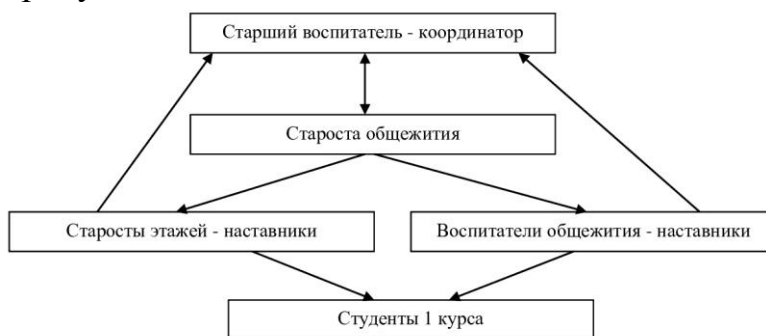 Старший воспитатель - координатор
Староста общежития
Старосты этажей - наставники
Воспитатели общежития - наставники
Студенты 1 курса